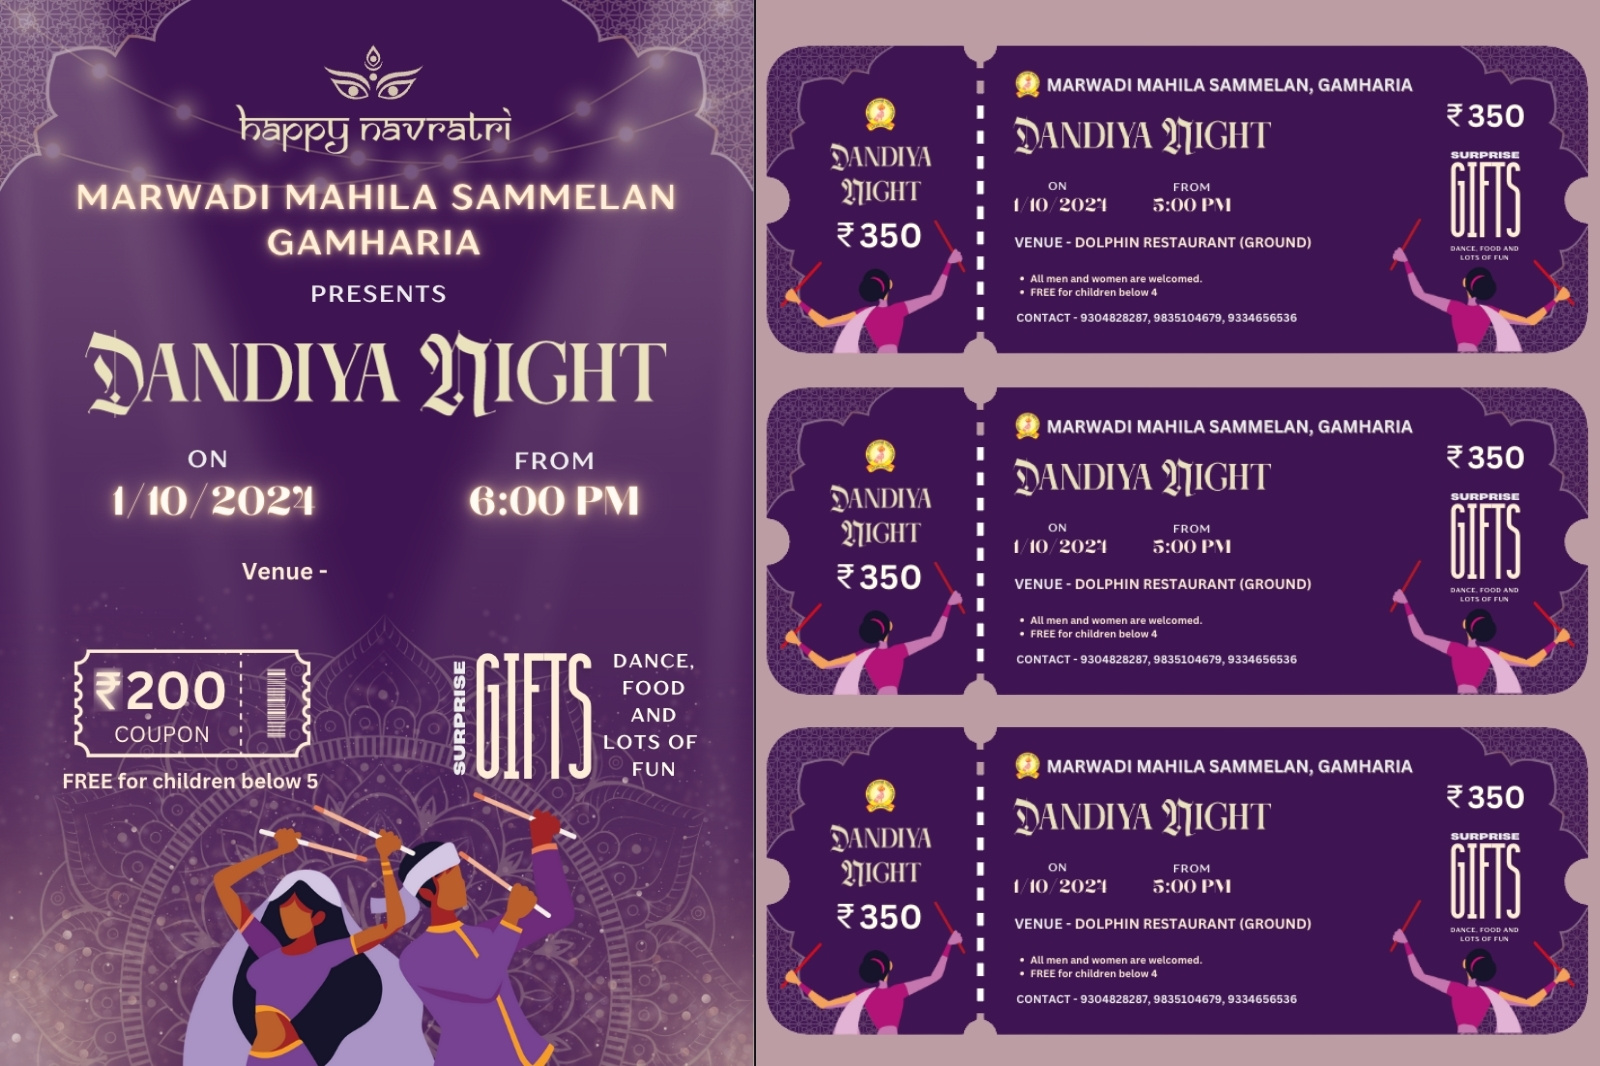 happy navratri
MARWADI MAHILA SAMMELAN
GAMHARIA
PRESENTS
DANDIYA NIGHT
ON
1/10/2024
FROM
6:00 PM
Venue -
₹200
COUPON
FREE for children below 5
SURPRISE
GIFTS
DANCE,
FOOD
AND
LOTS OF
FUN
DANDIYA
NIGHT
₹350
MARWADI MAHILA SAMMELAN, GAMHARIA
DANDIYA NIGHT
ON
1/10/2024
FROM
5:00 PM
VENUE - DOLPHIN RESTAURANT (GROUND)
• All men and women are welcomed.
• FREE for children below 4
CONTACT - 9304828287, 9835104679, 9334656536
₹350
SURPRISE
GIFTS
DANCE, FOOD AND
LOTS OF FUN
DANDIYA
NIGHT
₹350
MARWADI MAHILA SAMMELAN, GAMHARIA
DANDIYA NIGHT
ON
1/10/2024
FROM
5:00 PM
VENUE - DOLPHIN RESTAURANT (GROUND)
• All men and women are welcomed.
• FREE for children below 4
CONTACT - 9304828287, 9835104679, 9334656536
₹350
SURPRISE
GIFTS
DANCE, FOOD AND
LOTS OF FUN
DANDIYA
NIGHT
₹350
MARWADI MAHILA SAMMELAN, GAMHARIA
DANDIYA NIGHT
ON
1/10/2024
FROM
5:00 PM
VENUE - DOLPHIN RESTAURANT (GROUND)
• All men and women are welcomed.
• FREE for children below 4
CONTACT - 9304828287, 9835104679, 9334656536
₹350
SURPRISE
GIFTS
DANCE, FOOD AND
LOTS OF FUN